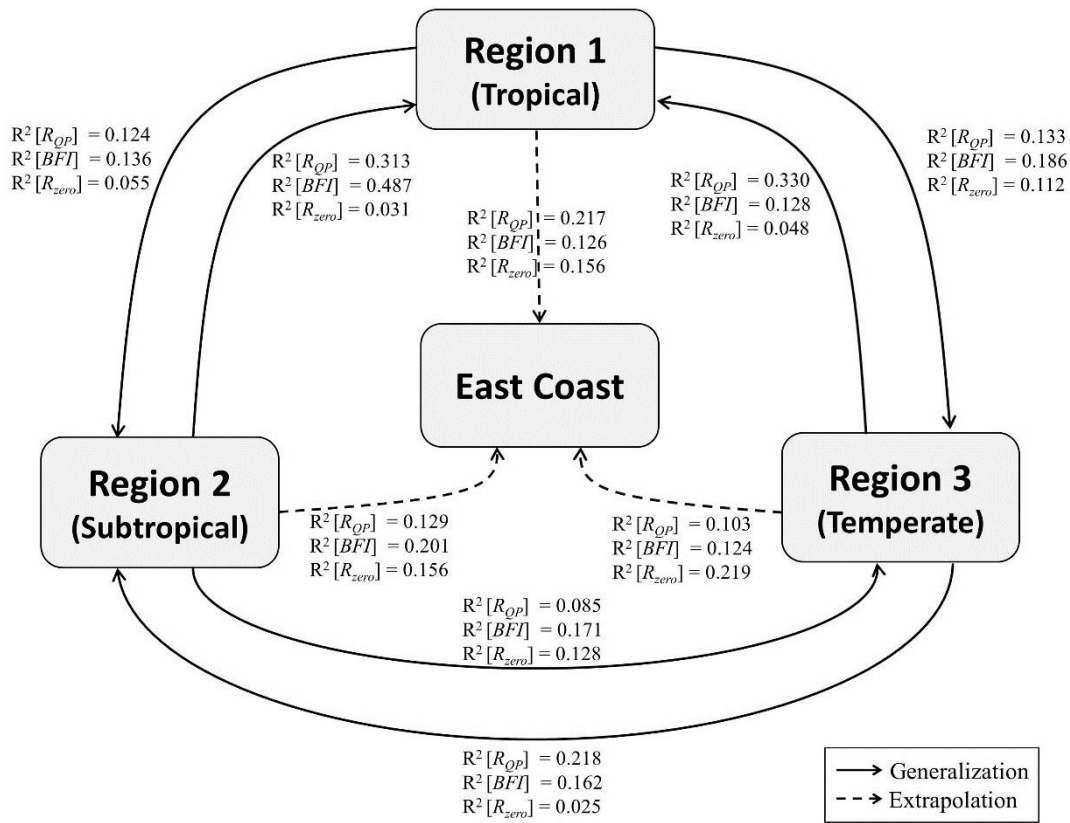 Region 1
(Tropical)
R² [R_QP] = 0.124
R² [BFI] = 0.136
R² [R_zero] = 0.055
R² [R_QP] = 0.313
R² [BFI] = 0.487
R² [R_zero] = 0.031
R² [R_QP] = 0.217
R² [BFI] = 0.126
R² [R_zero] = 0.156
R² [R_QP] = 0.330
R² [BFI] = 0.128
R² [R_zero] = 0.048
R² [R_QP] = 0.133
R² [BFI] = 0.186
R² [R_zero] = 0.112
East Coast
Region 2
(Subtropical)
Region 3
(Temperate)
R² [R_QP] = 0.129
R² [BFI] = 0.201
R² [R_zero] = 0.156
R² [R_QP] = 0.103
R² [BFI] = 0.124
R² [R_zero] = 0.219
R² [R_QP] = 0.085
R² [BFI] = 0.171
R² [R_zero] = 0.128
R² [R_QP] = 0.218
R² [BFI] = 0.162
R² [R_zero] = 0.025
Generalization
Extrapolation